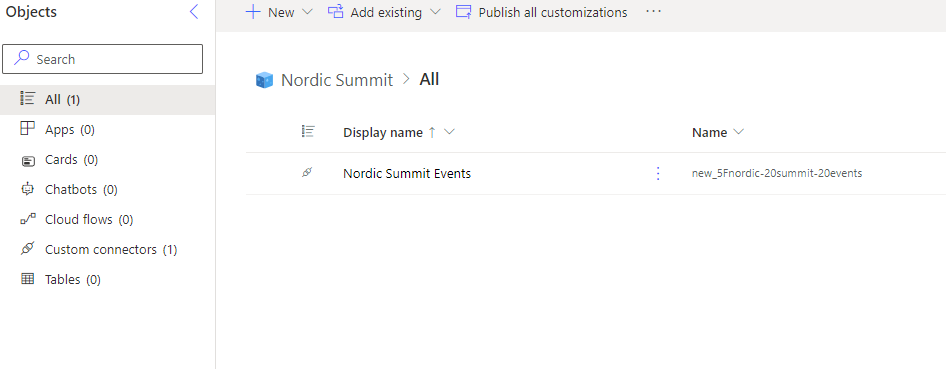 Objects
Search
All (1)
Apps (0)
Cards (0)
Chatbots (0)
Cloud flows (0)
Custom connectors (1)
Tables (0)
New Add existing Publish all customizations ...
Nordic Summit > All
Display name ↑ Name
Nordic Summit Events new_5Fnordic-20summit-20events